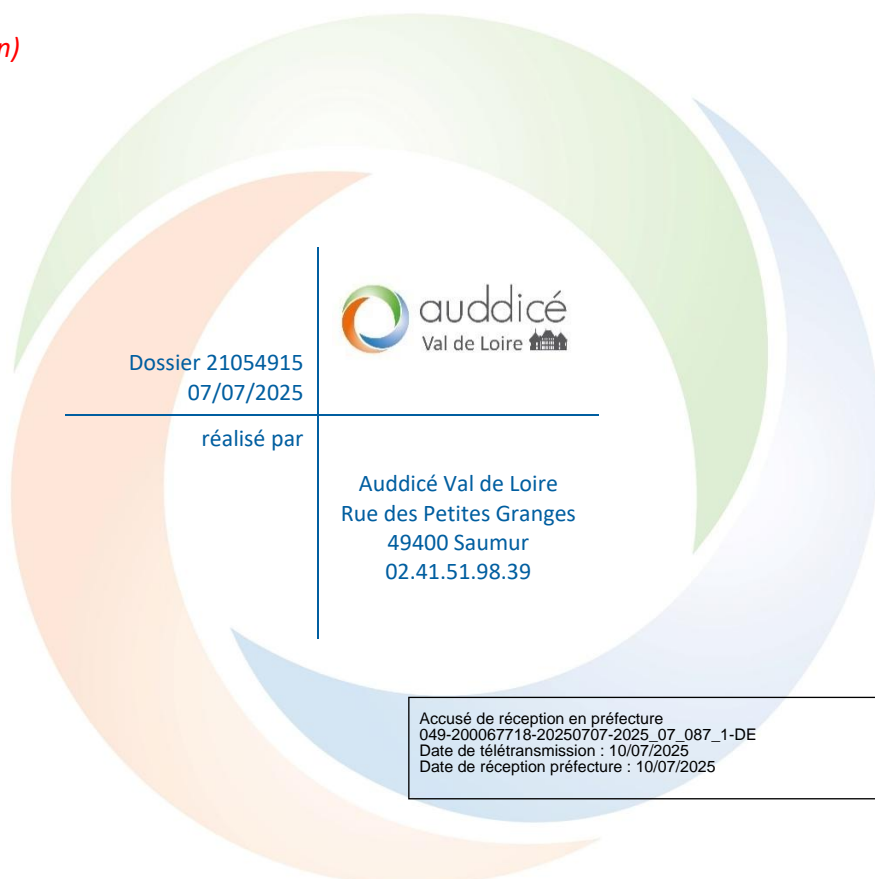 n)
auddicé
Val de Loire
Dossier 21054915
07/07/2025
réalisé par
Auddicé Val de Loire
Rue des Petites Granges
49400 Saumur
02.41.51.98.39
Accusé de réception en préfecture
049-200067718-20250707-2025_07_087_1-DE
Date de télétransmission : 10/07/2025
Date de réception préfecture : 10/07/2025